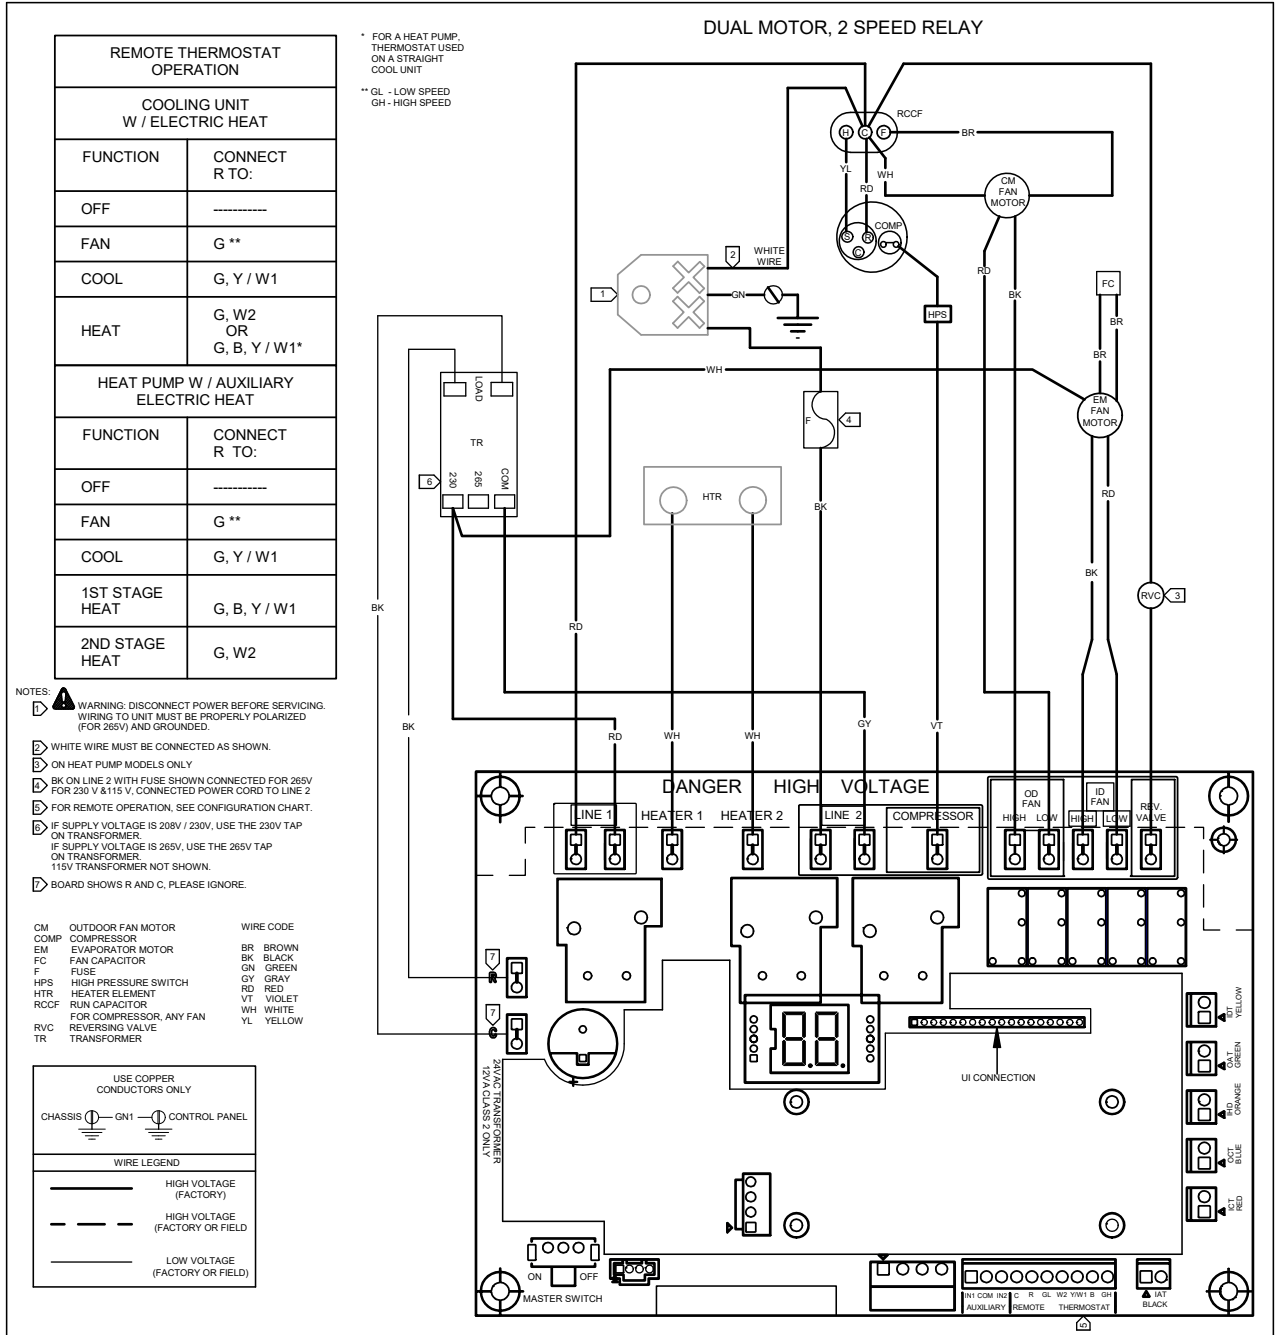 DUAL MOTOR, 2 SPEED RELAY
REMOTE THERMOSTAT
OPERATION
COOLING UNIT
W / ELECTRIC HEAT
FUNCTION CONNECT
R TO:
OFF -----------
FAN G **
COOL G, Y / W1
HEAT G, W2
OR
G, B, Y / W1*
HEAT PUMP W / AUXILIARY
ELECTRIC HEAT
FUNCTION CONNECT
R TO:
OFF -----------
FAN G **
COOL G, Y / W1
1ST STAGE
HEAT G, B, Y / W1
2ND STAGE
HEAT G, W2
* FOR A HEAT PUMP,
THERMOSTAT USED
ON A STRAIGHT
COOL UNIT
** GL - LOW SPEED
GH - HIGH SPEED
RCCF
H C F
BR
YL
RD
WH
CM
FAN
MOTOR
COMP
S R
C
2
WHITE
WIRE
1
GN
HPS
RD
BK
FC
BR
BR
WH
EM
FAN
MOTOR
LOAD
TR
6
230
265
COM
F
4
HTR
BK
RD
BK
RVC
3
BK
RD
BK
RD
WH
WH
GY
VT
NOTES:
1 WARNING: DISCONNECT POWER BEFORE SERVICING.
WIRING TO UNIT MUST BE PROPERLY POLARIZED
(FOR 265V) AND GROUNDED.
2 WHITE WIRE MUST BE CONNECTED AS SHOWN.
3 ON HEAT PUMP MODELS ONLY
4 BK ON LINE 2 WITH FUSE SHOWN CONNECTED FOR 265V
FOR 230 V &115 V, CONNECTED POWER CORD TO LINE 2
5 FOR REMOTE OPERATION, SEE CONFIGURATION CHART.
6 IF SUPPLY VOLTAGE IS 208V / 230V, USE THE 230V TAP
ON TRANSFORMER.
IF SUPPLY VOLTAGE IS 265V, USE THE 265V TAP
ON TRANSFORMER.
115V TRANSFORMER NOT SHOWN.
7 BOARD SHOWS R AND C, PLEASE IGNORE.
CM OUTDOOR FAN MOTOR
COMP COMPRESSOR
EM EVAPORATOR MOTOR
FC FAN CAPACITOR
F FUSE
HPS HIGH PRESSURE SWITCH
HTR HEATER ELEMENT
RCCF RUN CAPACITOR
FOR COMPRESSOR, ANY FAN
RVC REVERSING VALVE
TR TRANSFORMER
WIRE CODE
BR BROWN
BK BLACK
GN GREEN
GY GRAY
RD RED
VT VIOLET
WH WHITE
YL YELLOW
USE COPPER
CONDUCTORS ONLY
CHASSIS GN1 CONTROL PANEL
WIRE LEGEND
HIGH VOLTAGE
(FACTORY)
HIGH VOLTAGE
(FACTORY OR FIELD
LOW VOLTAGE
(FACTORY OR FIELD)
DANGER HIGH VOLTAGE
LINE 1 HEATER 1 HEATER 2 LINE 2 COMPRESSOR
OD
FAN
HIGH LOW
ID
FAN
HIGH LOW
REV.
VALVE
7
R
7
C
24VAC TRANSFORMER
12VA CLASS 2 ONLY
+
88
UI CONNECTION
IDT
YELLOW
OAT
GREEN
IHD
ORANGE
OCT
BLUE
ICT
RED
ON OFF
MASTER SWITCH
IN1 COM IN2 C R GL W2 Y/W1 B GH
AUXILIARY REMOTE THERMOSTAT
IAT
BLACK
5